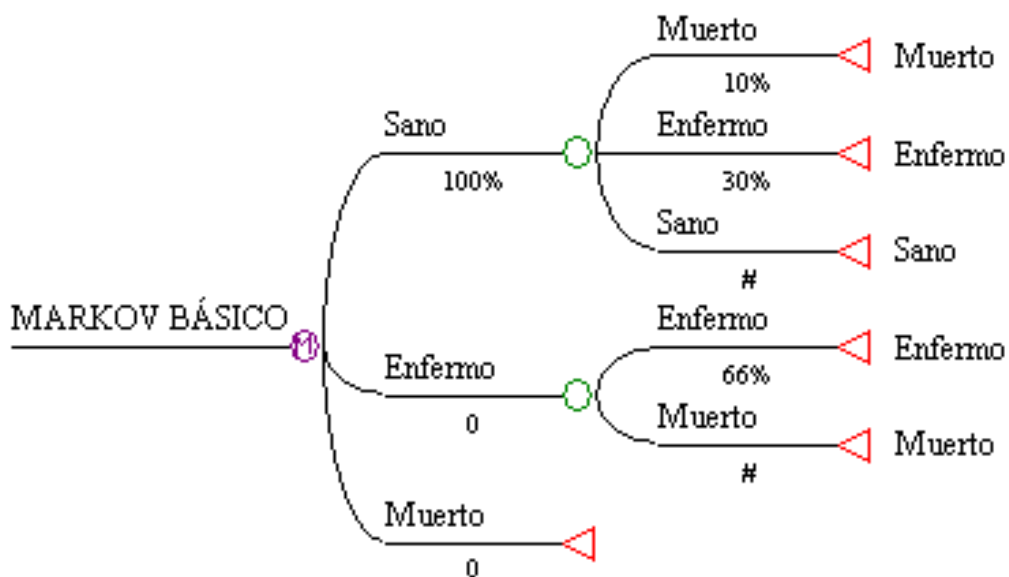 Muerto
10%
Muerto
Sano
100%
Enfermo
30%
Enfermo
Sano
#
Sano
MARKOV BÁSICO
M
Enfermo
0
Enfermo
66%
Enfermo
Muerto
#
Muerto
Muerto
0